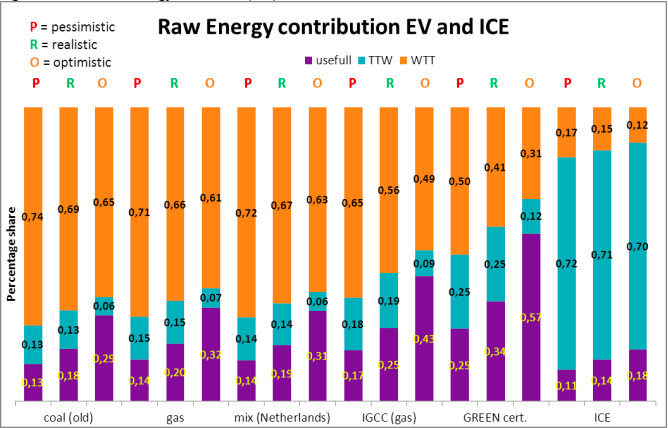 Raw Energy contribution EV and ICE
P = pessimistic
R = realistic
O = optimistic
usefull TTW WTT
P R O P R O P R O P R O P R O P R O
0,74 0,69 0,65 0,71 0,66 0,61 0,72 0,67 0,63 0,65 0,56 0,49 0,50 0,41 0,31 0,17 0,15 0,12
0,13 0,13 0,06 0,15 0,15 0,07 0,14 0,14 0,06 0,18 0,19 0,09 0,25 0,25 0,12 0,72 0,71 0,70
0,13 0,18 0,29 0,14 0,20 0,32 0,14 0,19 0,31 0,17 0,25 0,43 0,25 0,34 0,57 0,11 0,14 0,18
Percentage share
coal (old) gas mix (Netherlands) IGCC (gas) GREEN cert. ICE